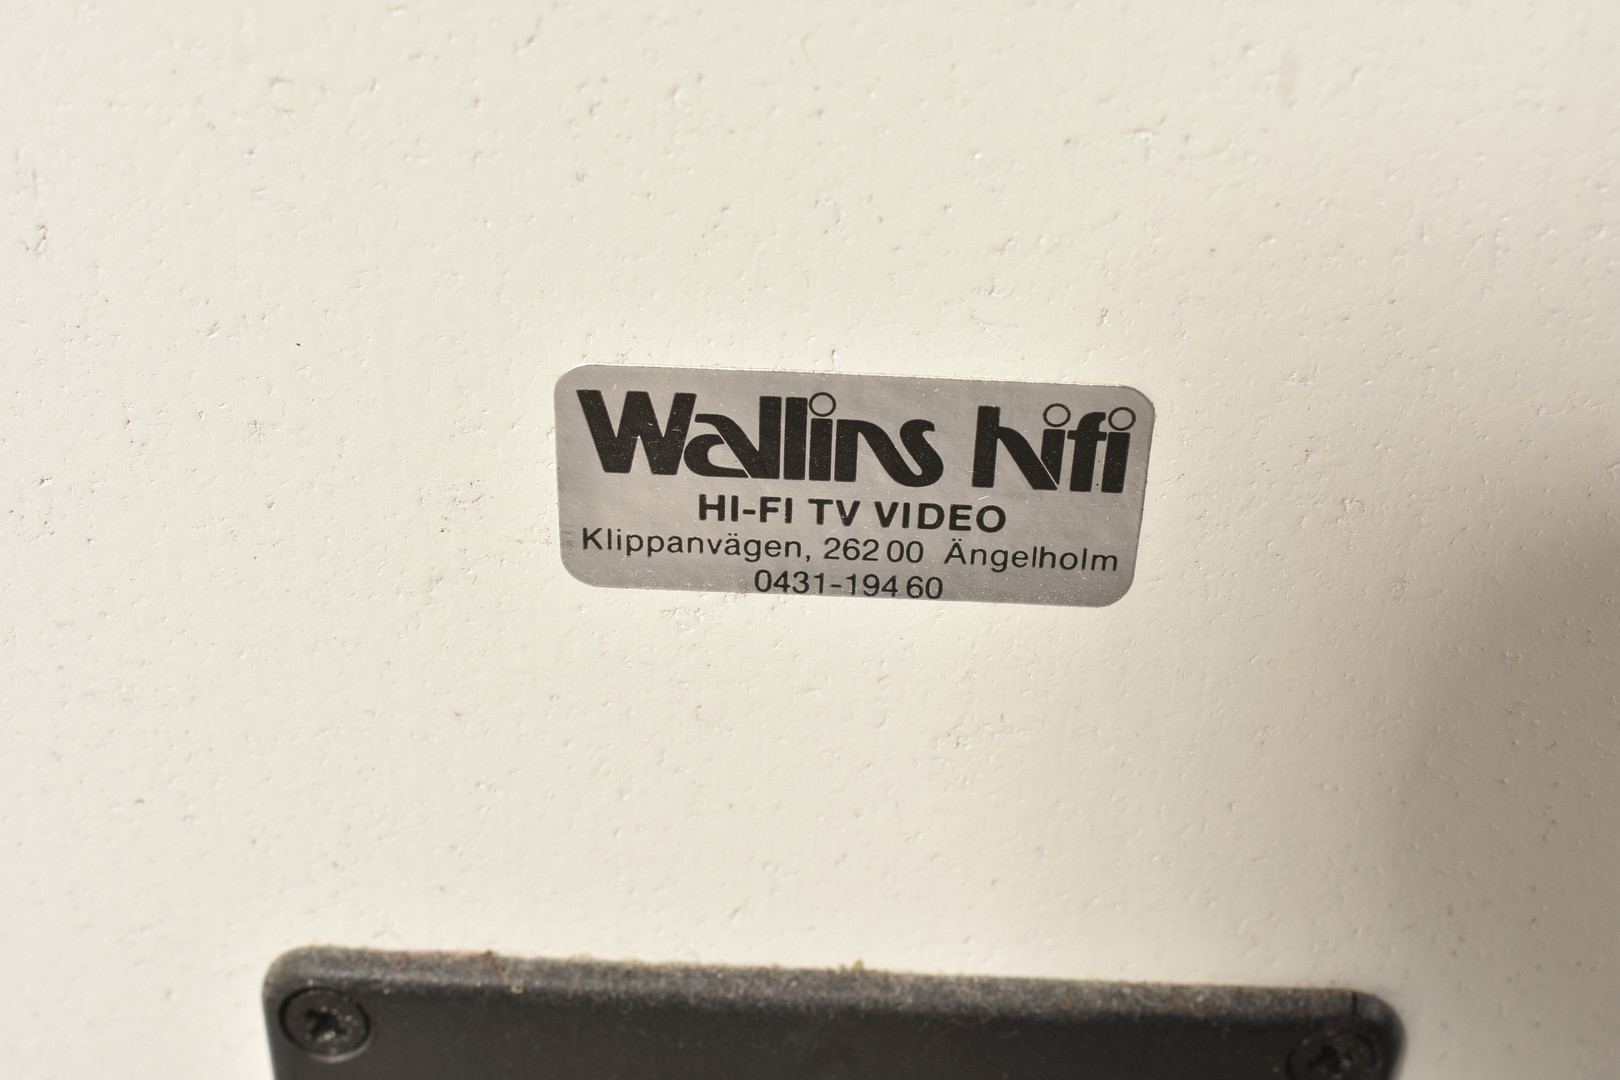 Wallins hifi
HI-FI TV VIDEO
Klippanvägen, 262 00 Ängelholm
0431-194 60